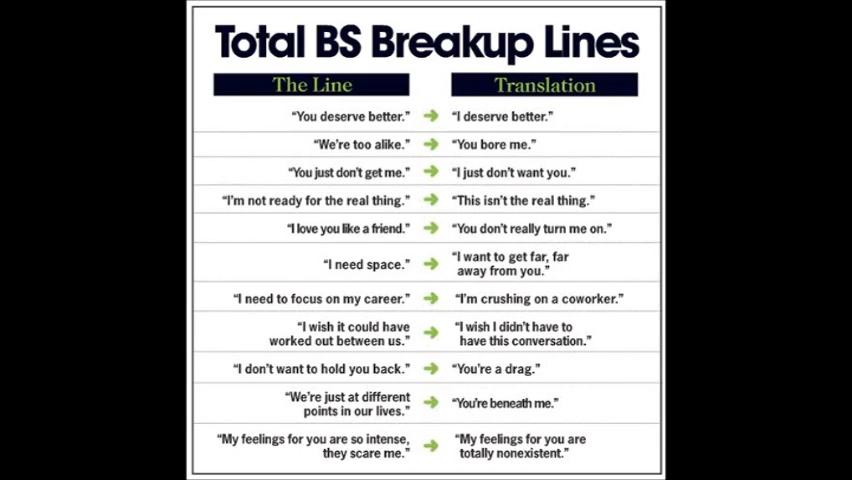 Total BS Breakup Lines
The Line Translation
“You deserve better.” → “I deserve better.”
“We’re too alike.” → “You bore me.”
“You just don’t get me.” → “I just don’t want you.”
“I’m not ready for the real thing.” → “This isn’t the real thing.”
“I love you like a friend.” → “You don’t really turn me on.”
“I need space.” → “I want to get far, far
away from you.”
“I need to focus on my career.” → “I’m crushing on a coworker.”
“I wish it could have
worked out between us.” → “I wish I didn’t have to
have this conversation.”
“I don’t want to hold you back.” → “You’re a drag.”
“We’re just at different
points in our lives.” → “You’re beneath me.”
“My feelings for you are so intense,
they scare me.” → “My feelings for you are
totally nonexistent.”